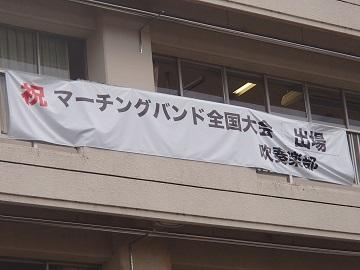 祝 マーチングバンド全国大会 出場
吹奏楽部